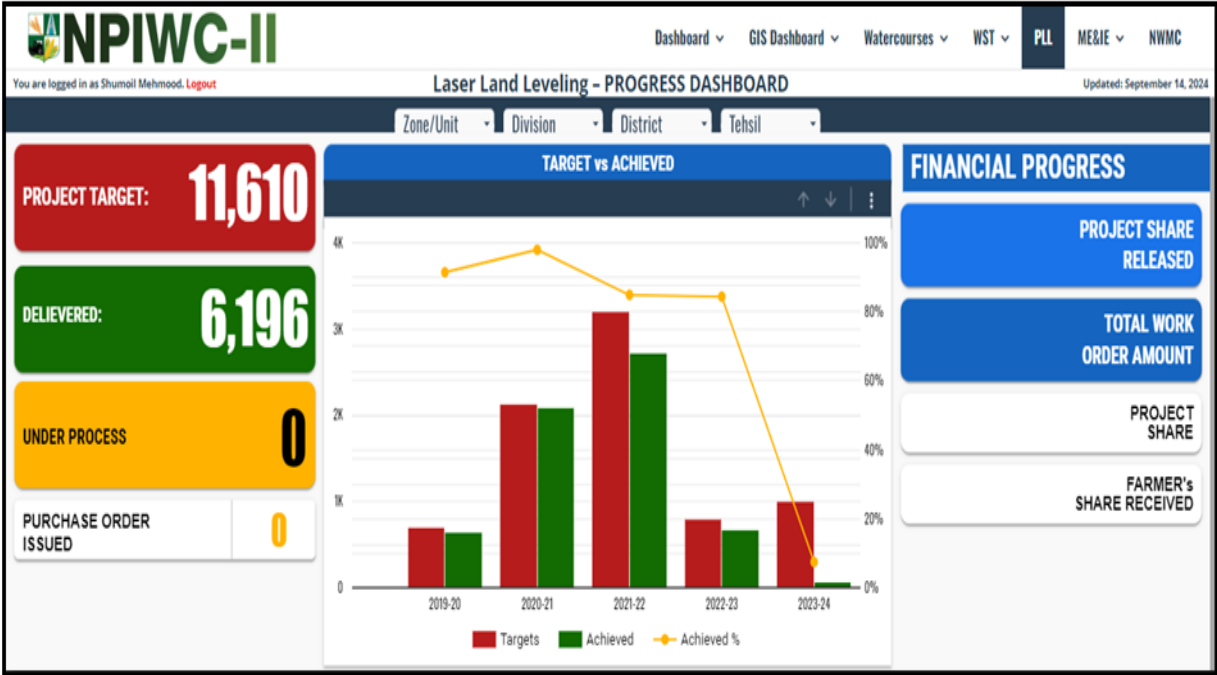 NPIWC-II
Dashboard GIS Dashboard Watercourses WST PLL ME&IE NWMC
You are logged in as Shumoil Mehmood. Logout
Laser Land Leveling – PROGRESS DASHBOARD
Updated: September 14, 2024
Zone/Unit Division District Tehsil
PROJECT TARGET: 11,610
DELIEVERED: 6,196
UNDER PROCESS 0
PURCHASE ORDER
ISSUED 0
TARGET vs ACHIEVED
4K 100%
80%
3K
60%
2K
40%
1K
20%
0 0%
2019-20 2020-21 2021-22 2022-23 2023-24
Targets Achieved Achieved %
FINANCIAL PROGRESS
PROJECT SHARE
RELEASED
TOTAL WORK
ORDER AMOUNT
PROJECT
SHARE
FARMER's
SHARE RECEIVED